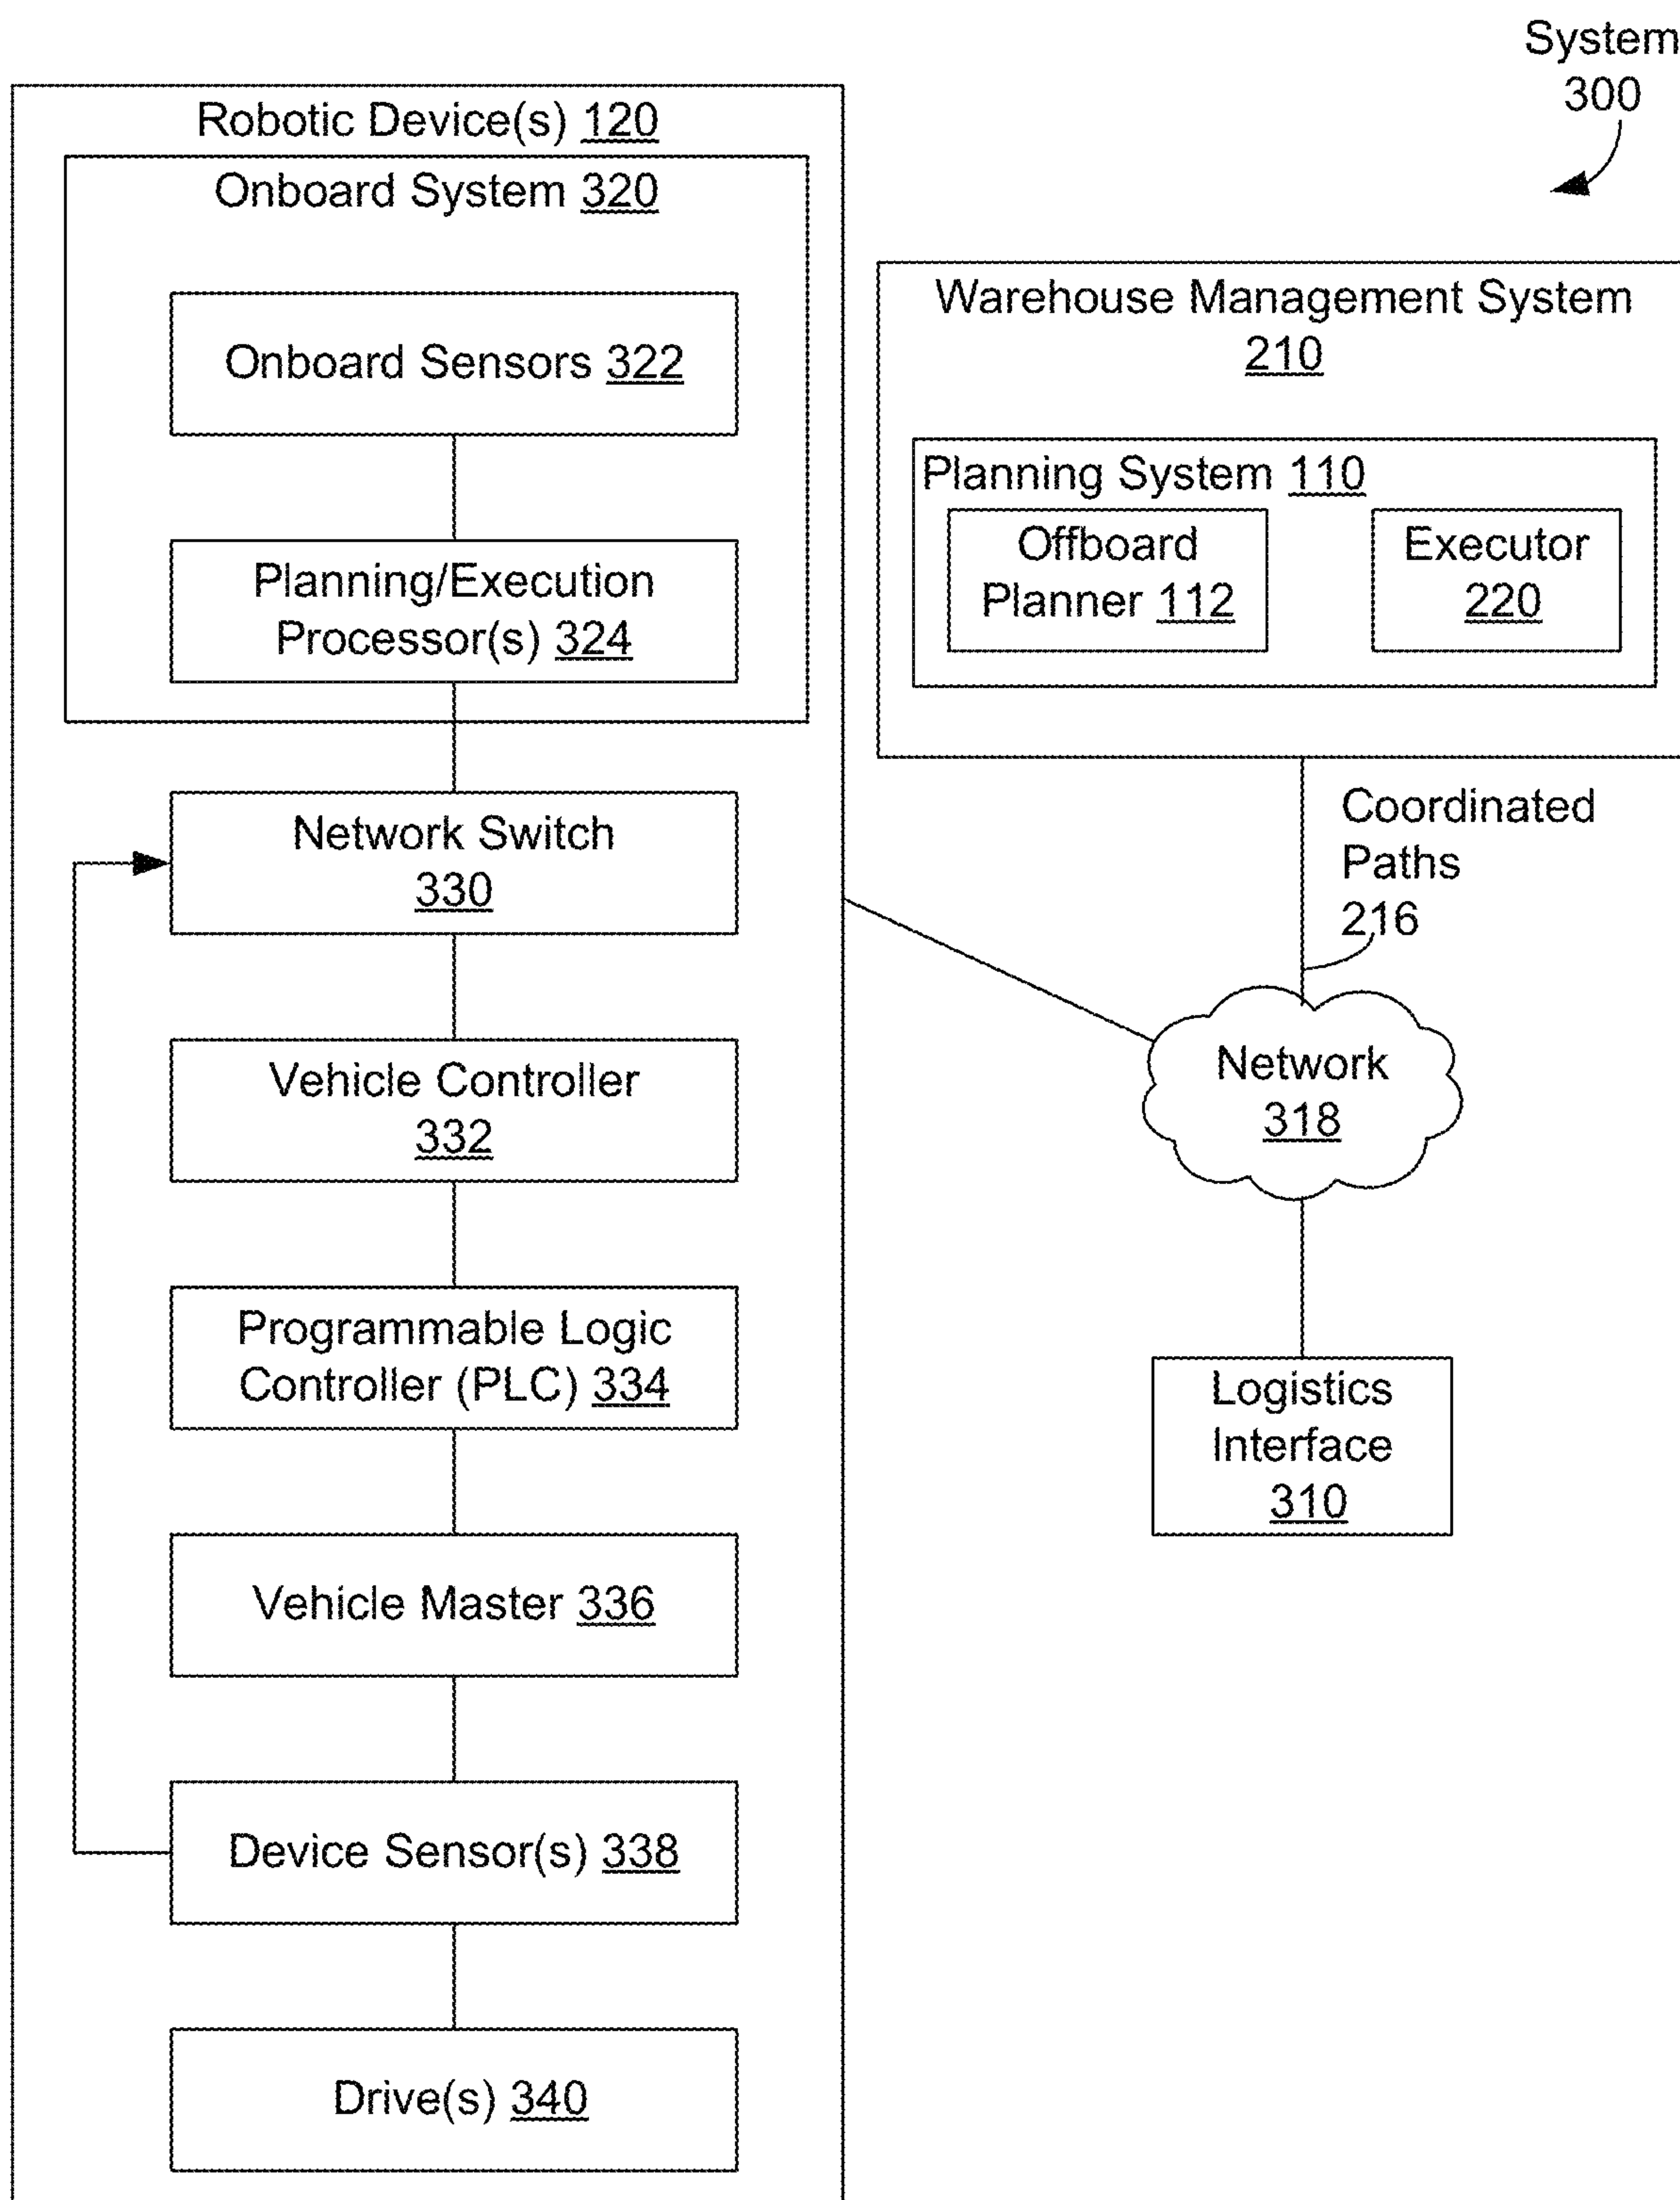 System
300
Robotic Device(s) 120
Onboard System 320
Onboard Sensors 322
Planning/Execution
Processor(s) 324
Network Switch
330
Vehicle Controller
332
Programmable Logic
Controller (PLC) 334
Vehicle Master 336
Device Sensor(s) 338
Drive(s) 340
Warehouse Management System
210
Planning System 110
Offboard
Planner 112
Executor
220
Coordinated
Paths
216
Network
318
Logistics
Interface
310